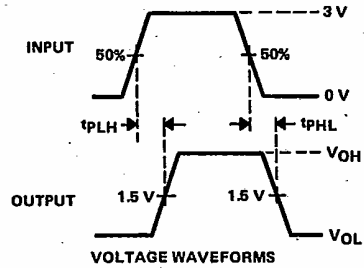 3 V
INPUT
50%
50%
0 V
tPLH
tPHL
VOH
OUTPUT
1.5 V
1.5 V
VOL
VOLTAGE WAVEFORMS